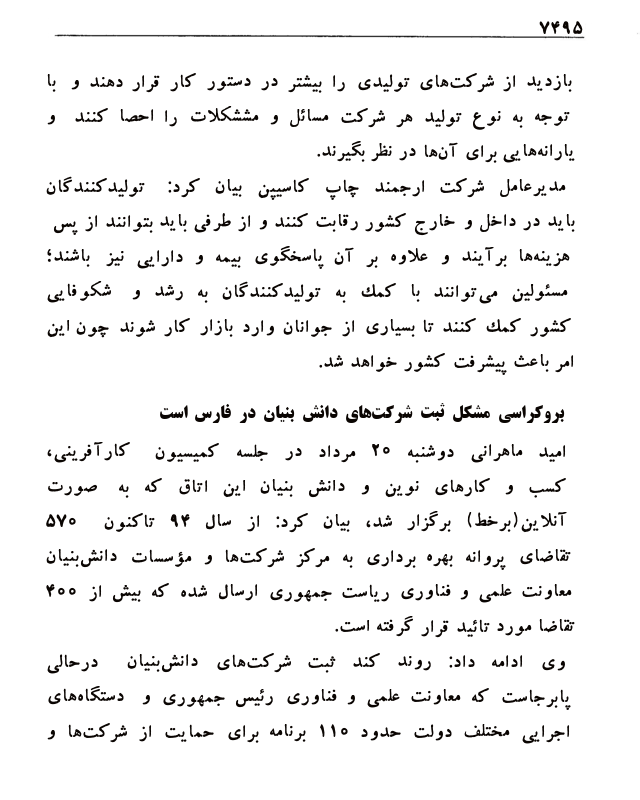 ۷۴۹۵
بازدید از شرکت‌های تولیدی را بیشتر در دستور کار قرار دهند و با
توجه به نوع تولید هر شرکت مسائل و مششکلات را احصا کنند و
یارانه‌هایی برای آن‌ها در نظر بگیرند.
مدیرعامل شرکت ارجمند چاپ کاسیپن بیان کرد: تولیدکنندگان
باید در داخل و خارج کشور رقابت کنند و از طرفی باید بتوانند از پس
هزینه‌ها برآیند و علاوه بر آن پاسخگوی بیمه و دارایی نیز باشند؛
مسئولین می‌توانند با کمك به تولیدکنندگان به رشد و شکوفایی
کشور کمك کنند تا بسیاری از جوانان وارد بازار کار شوند چون این
امر باعث پیشرفت کشور خواهد شد.
بروکراسی مشکل ثبت شرکت‌های دانش بنیان در فارس است
امید ماهرانی دوشنبه ۲۰ مرداد در جلسه کمیسیون کارآفرینی،
کسب و کارهای نوین و دانش بنیان این اتاق که به صورت
آنلاین(برخط) برگزار شد، بیان کرد: از سال ۹۴ تاکنون ۵۷۰
تقاضای پروانه بهره برداری به مرکز شرکت‌ها و مؤسسات دانش‌بنیان
معاونت علمی و فناوری ریاست جمهوری ارسال شده که بیش از ۴۰۰
تقاضا مورد تائید قرار گرفته است.
وی ادامه داد: روند کند ثبت شرکت‌های دانش‌بنیان درحالی
پابرجاست که معاونت علمی و فناوری رئیس جمهوری و دستگاه‌های
اجرایی مختلف دولت حدود ۱۱۰ برنامه برای حمایت از شرکت‌ها و